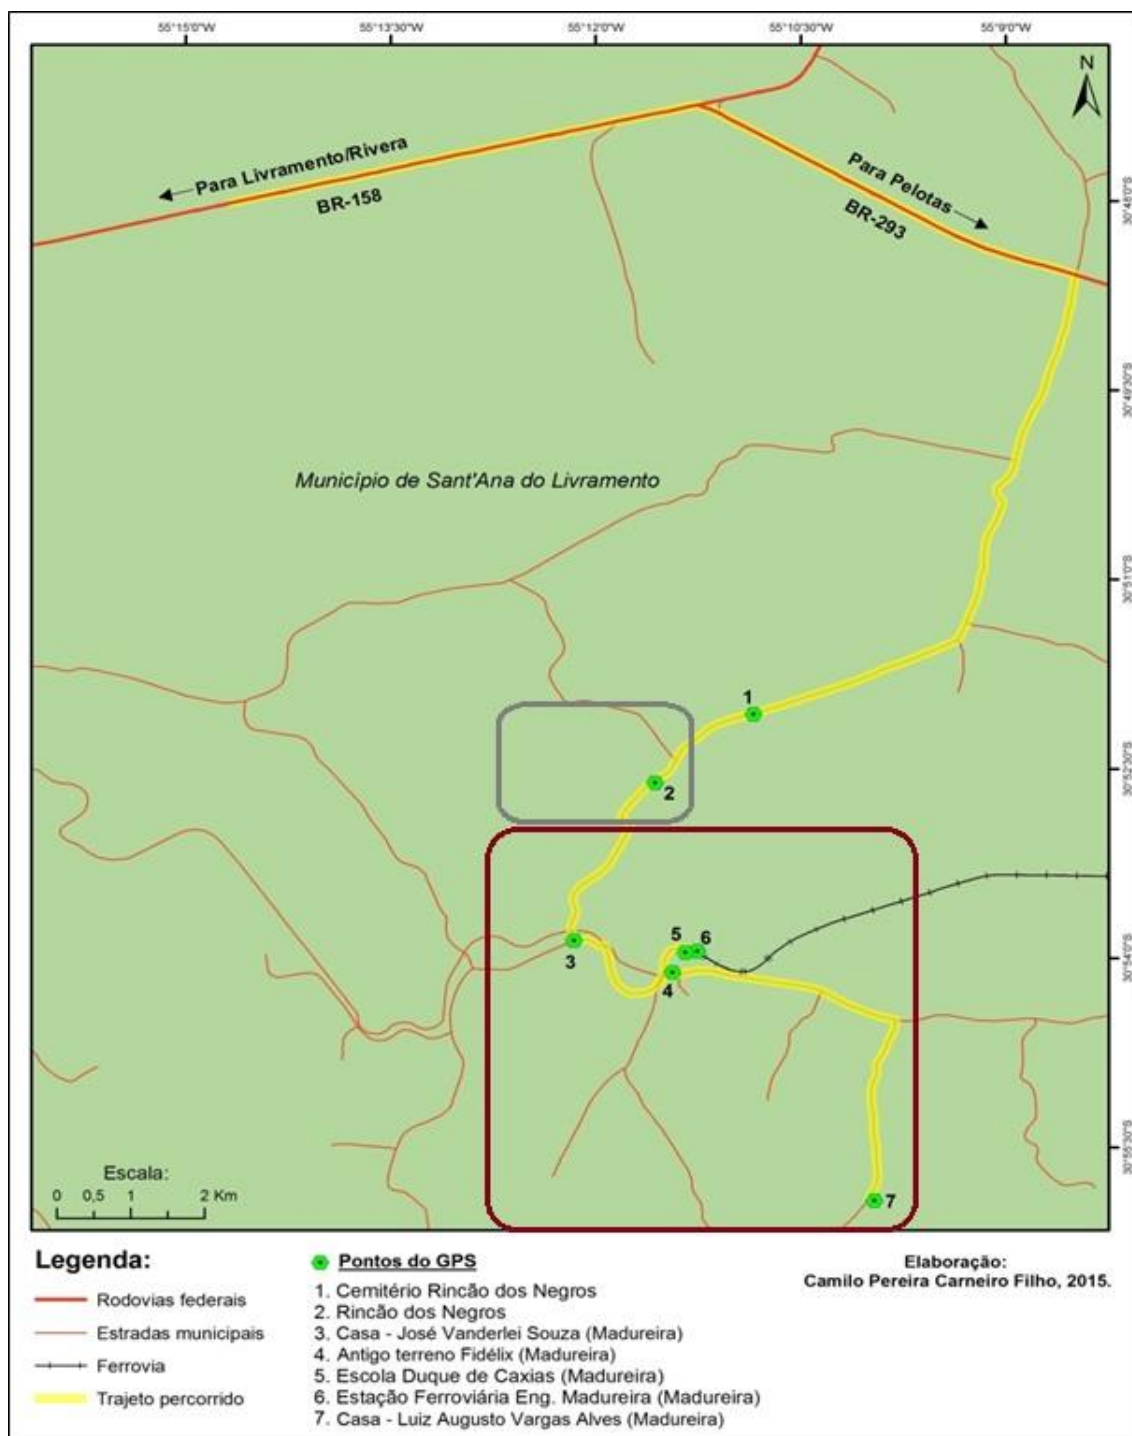 55°15'0"W 55°13'30"W 55°12'0"W 55°10'30"W 55°9'0"W
N
Para Livramento/Rivera
BR-158
Para Pelotas
BR-293
30°48'0"S
30°49'30"S
Município de Sant'Ana do Livramento
30°51'0"S
1
30°52'30"S
2
3
5
6
4
30°54'0"S
30°55'30"S
7
Escala:
0 0,5 1 2 Km
Legenda:
Rodovias federais
Estradas municipais
Ferrovia
Trajeto percorrido
Pontos do GPS
1. Cemitério Rincão dos Negros
2. Rincão dos Negros
3. Casa - José Vanderlei Souza (Madureira)
4. Antigo terreno Fidélix (Madureira)
5. Escola Duque de Caxias (Madureira)
6. Estação Ferroviária Eng. Madureira (Madureira)
7. Casa - Luiz Augusto Vargas Alves (Madureira)
Elaboração:
Camilo Pereira Carneiro Filho, 2015.